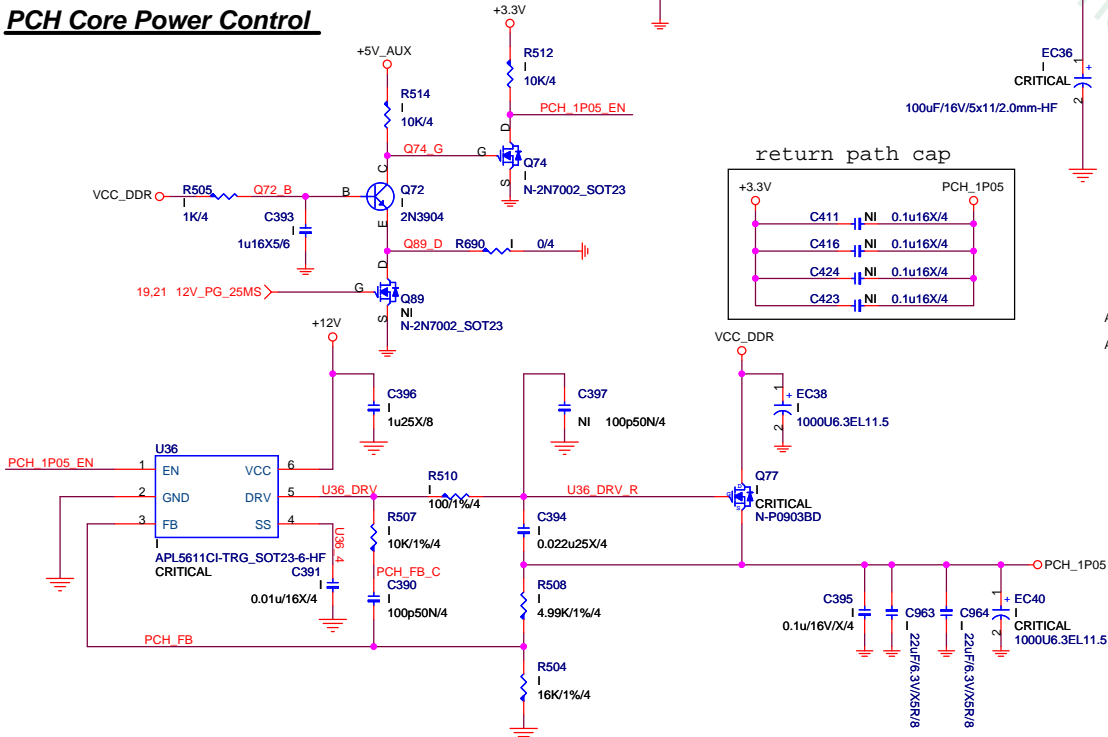 PCH Core Power Control
+3.3V
R512
I
10K/4
PCH_1P05_EN
+5V_AUX
R514
I
10K/4
Q74_G
G
D
S
Q74
I
N-2N7002_SOT23
VCC_DDR
R505
I
1K/4
Q72_B
B
C
E
Q72
I
2N3904
C393
I
1u16X5/6
Q89_D
R690
I
0/4
19,21 12V_PG_25MS
G
D
S
Q89
NI
N-2N7002_SOT23
EC36
I
CRITICAL
1
+
2
100uF/16V/5x11/2.0mm-HF
return path cap
+3.3V
PCH_1P05
C411 NI 0.1u16X/4
C416 NI 0.1u16X/4
C424 NI 0.1u16X/4
C423 NI 0.1u16X/4
A
A
+12V
C396
I
1u25X/8
C397
NI 100p50N/4
VCC_DDR
1
+
2
EC38
I
1000U6.3EL11.5
PCH_1P05_EN
U36
1 EN VCC 6
2 GND DRV 5
3 FB SS 4
I
APL5611CI-TRG_SOT23-6-HF
CRITICAL
U36_DRV
R510
I
100/1%/4
U36_DRV_R
Q77
I
CRITICAL
N-P0903BD
G
D
S
U36_4
C391
I
0.01u/16X/4
R507
I
10K/1%/4
PCH_FB_C
C390
I
100p50N/4
C394
I
0.022u25X/4
R508
I
4.99K/1%/4
PCH_FB
R504
I
16K/1%/4
PCH_1P05
C395
I
0.1u/16V/X/4
C963
I
22uF/6.3V/X5R/8
C964
I
22uF/6.3V/X5R/8
1
+
2
EC40
I
CRITICAL
1000U6.3EL11.5